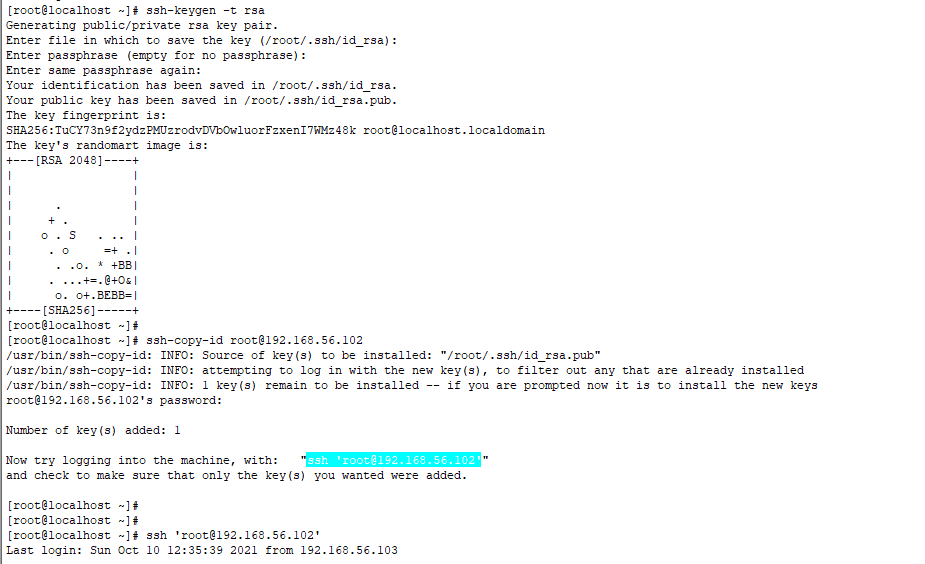 [root@localhost ~]# ssh-keygen -t rsa
Generating public/private rsa key pair.
Enter file in which to save the key (/root/.ssh/id_rsa):
Enter passphrase (empty for no passphrase):
Enter same passphrase again:
Your identification has been saved in /root/.ssh/id_rsa.
Your public key has been saved in /root/.ssh/id_rsa.pub.
The key fingerprint is:
SHA256:TuCY73n9f2ydzPMUzrodvDVbOwluorFzxenI7WMz48k root@localhost.localdomain
The key's randomart image is:
+---[RSA 2048]----+
|                 |
|                 |
|      .          |
|     + .         |
|    o . S   . .. |
|     . o     =+ .|
|      . .o. * +BB|
|     . ...+=.@+O&|
|      o. o+.BEBB=|
+----[SHA256]-----+
[root@localhost ~]#
[root@localhost ~]# ssh-copy-id root@192.168.56.102
/usr/bin/ssh-copy-id: INFO: Source of key(s) to be installed: "/root/.ssh/id_rsa.pub"
/usr/bin/ssh-copy-id: INFO: attempting to log in with the new key(s), to filter out any that are already installed
/usr/bin/ssh-copy-id: INFO: 1 key(s) remain to be installed -- if you are prompted now it is to install the new keys
root@192.168.56.102's password:
Number of key(s) added: 1
Now try logging into the machine, with:   "ssh 'root@192.168.56.102'"
and check to make sure that only the key(s) you wanted were added.
[root@localhost ~]#
[root@localhost ~]#
[root@localhost ~]# ssh 'root@192.168.56.102'
Last login: Sun Oct 10 12:35:39 2021 from 192.168.56.103